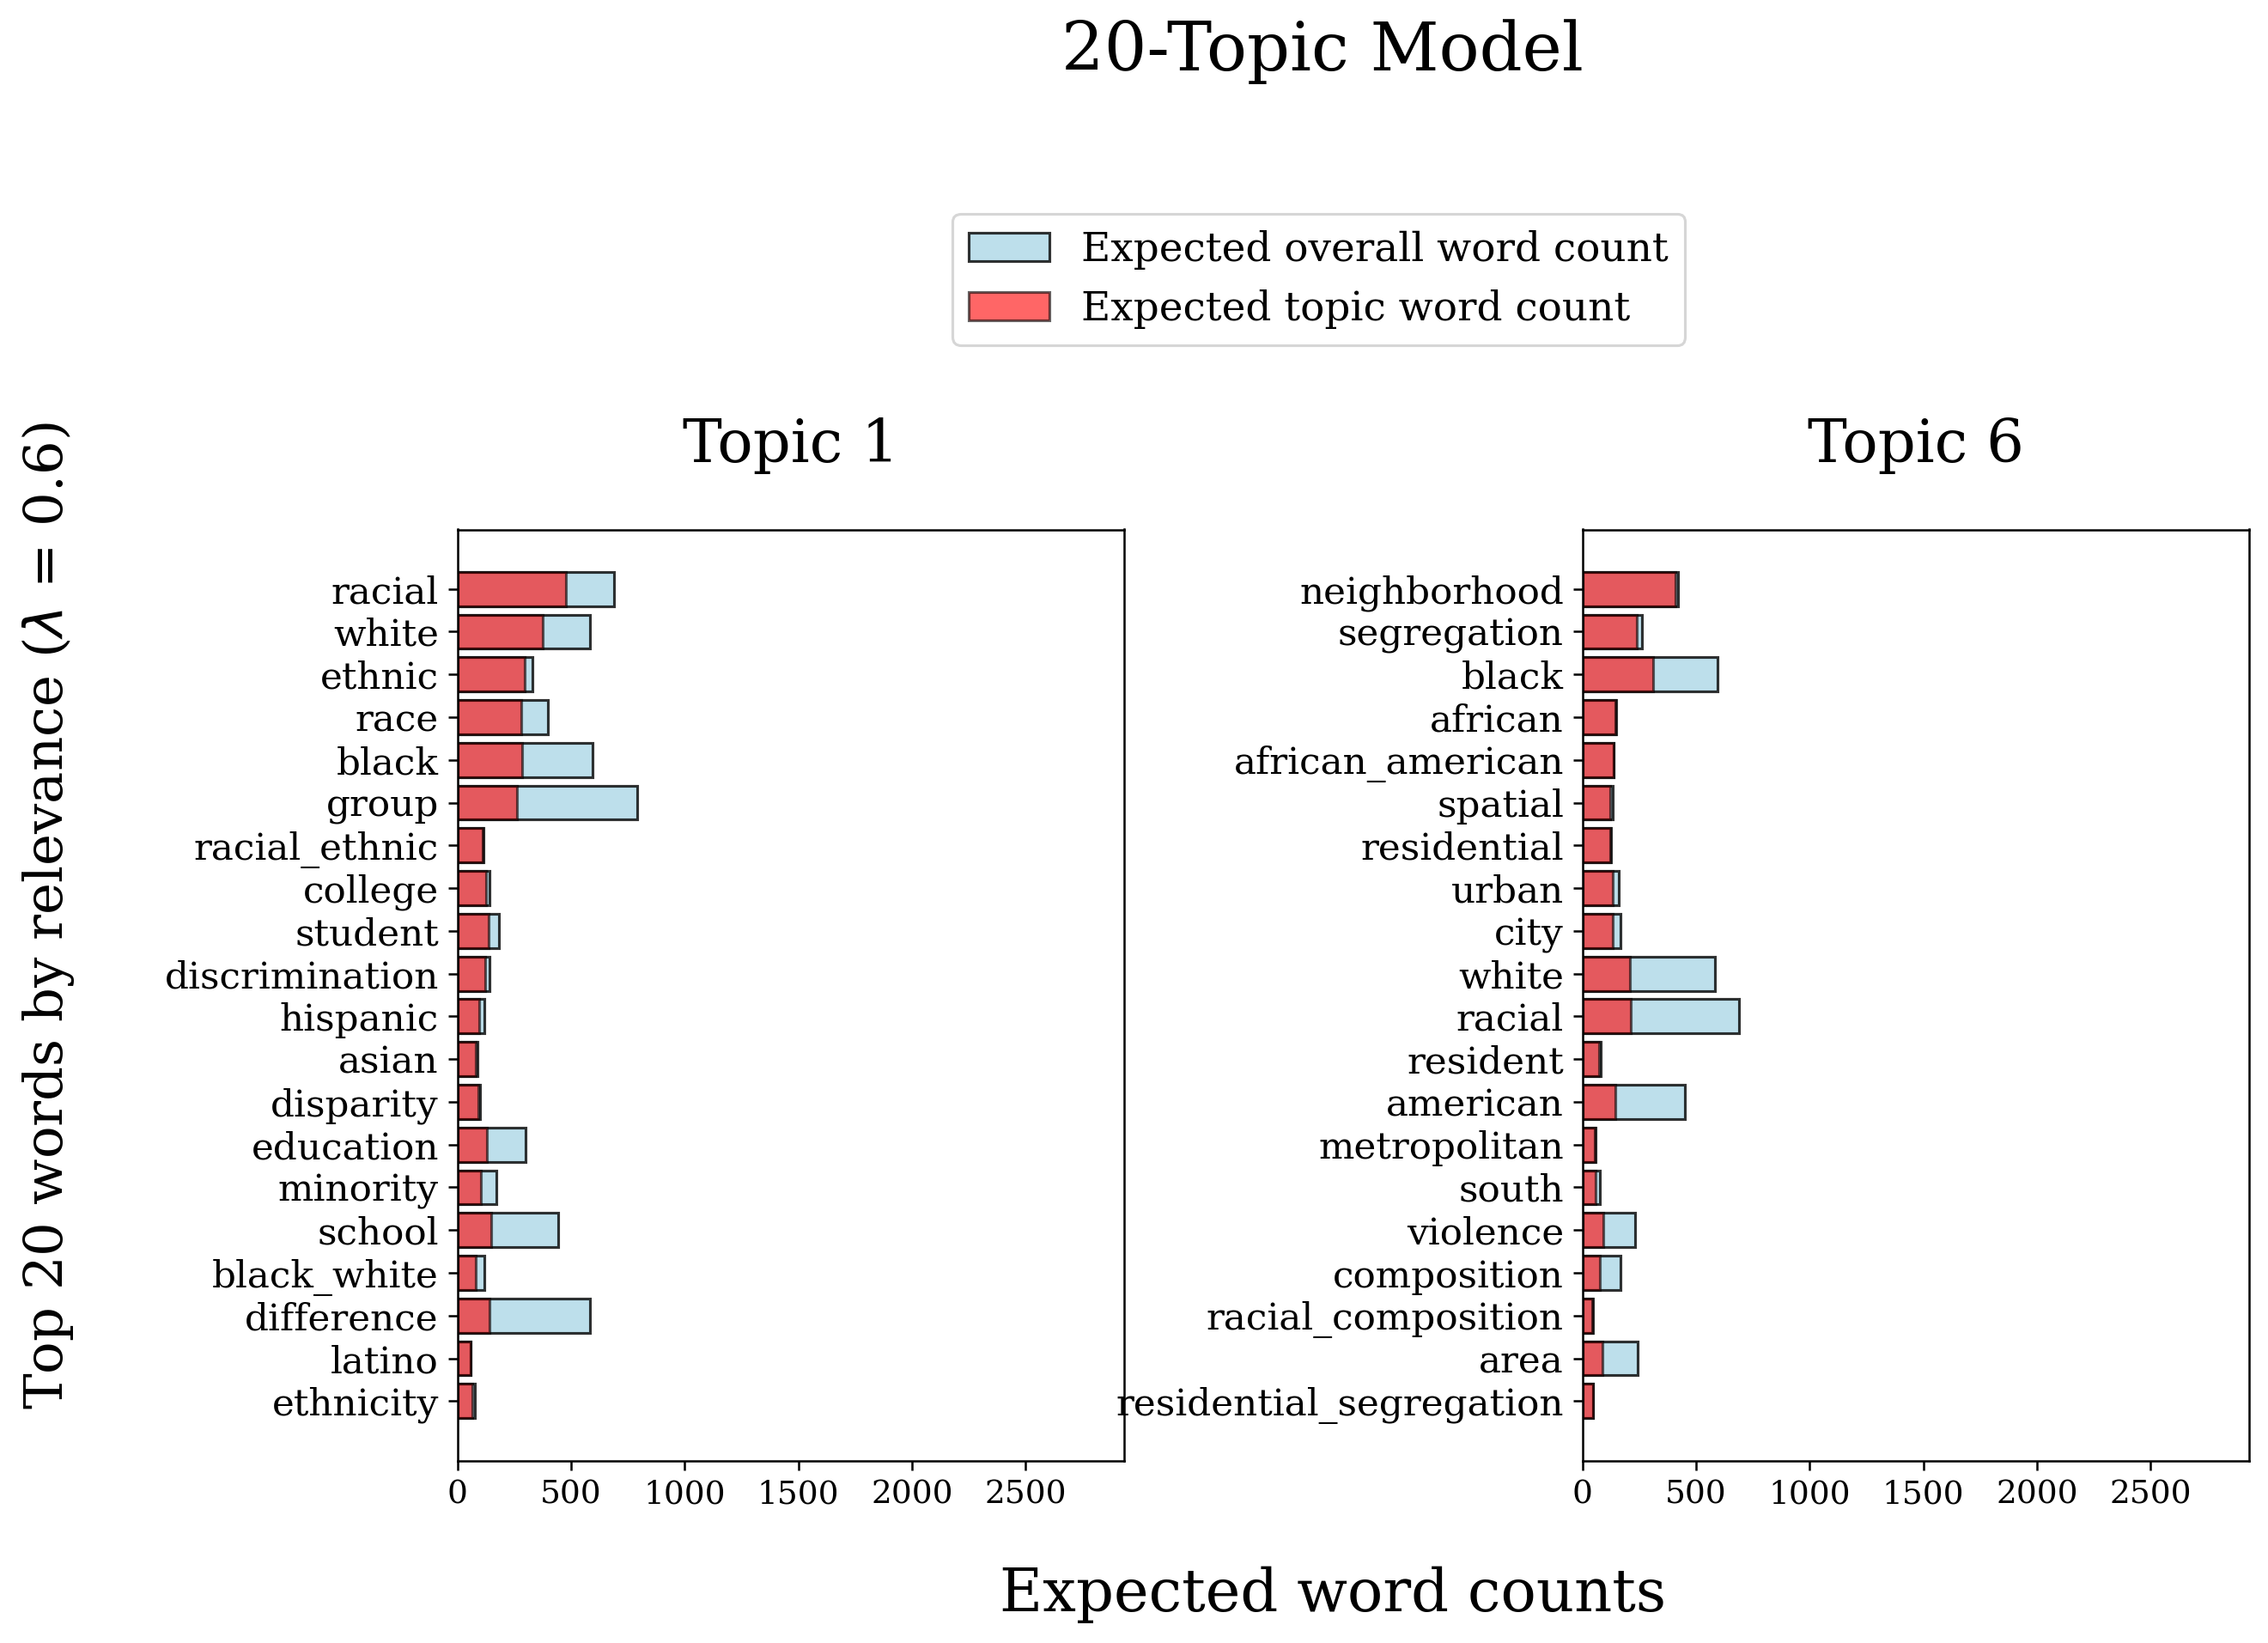 20-Topic Model
Expected overall word count
Expected topic word count
Top 20 words by relevance (λ = 0.6)
Topic 1
racial
white
ethnic
race
black
group
racial_ethnic
college
student
discrimination
hispanic
asian
disparity
education
minority
school
black_white
difference
latino
ethnicity
0 500 1000 1500 2000 2500
Topic 6
neighborhood
segregation
black
african
african_american
spatial
residential
urban
city
white
racial
resident
american
metropolitan
south
violence
composition
racial_composition
area
residential_segregation
0 500 1000 1500 2000 2500
Expected word counts